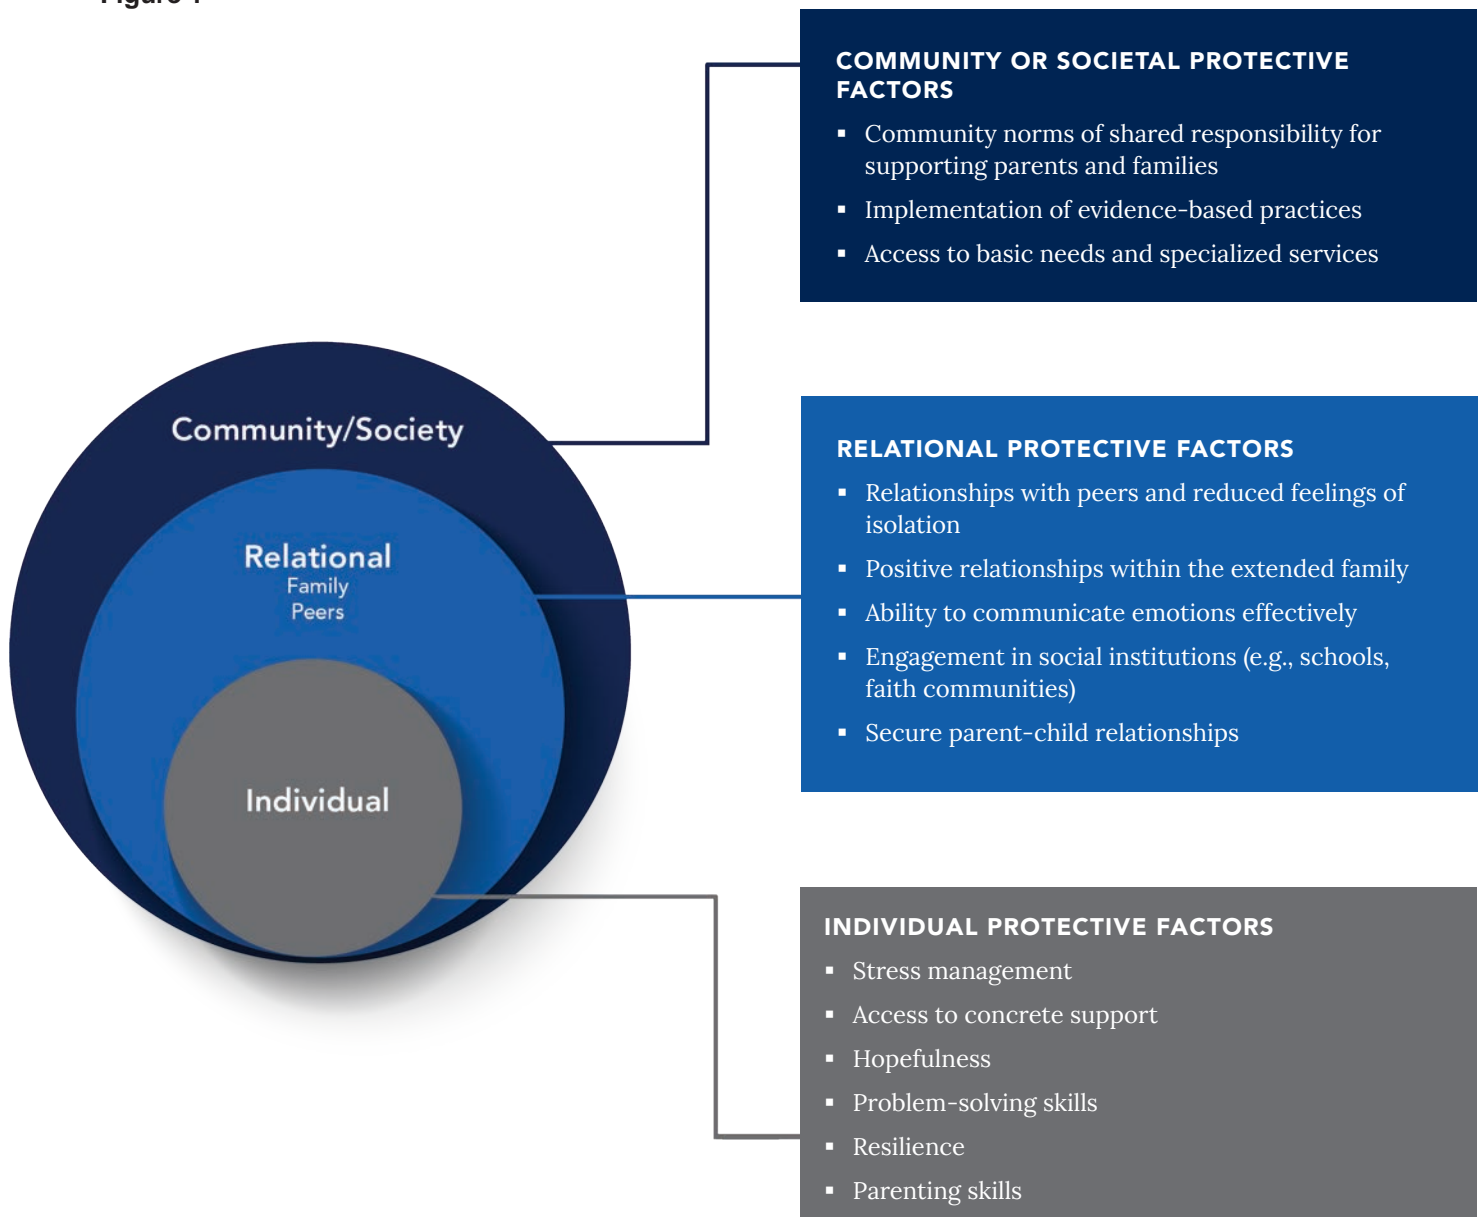 COMMUNITY OR SOCIETAL PROTECTIVE
FACTORS
▪ Community norms of shared responsibility for
supporting parents and families
▪ Implementation of evidence-based practices
▪ Access to basic needs and specialized services
Community/Society
Relational
Family
Peers
Individual
RELATIONAL PROTECTIVE FACTORS
▪ Relationships with peers and reduced feelings of
isolation
▪ Positive relationships within the extended family
▪ Ability to communicate emotions effectively
▪ Engagement in social institutions (e.g., schools,
faith communities)
▪ Secure parent-child relationships
INDIVIDUAL PROTECTIVE FACTORS
▪ Stress management
▪ Access to concrete support
▪ Hopefulness
▪ Problem-solving skills
▪ Resilience
▪ Parenting skills